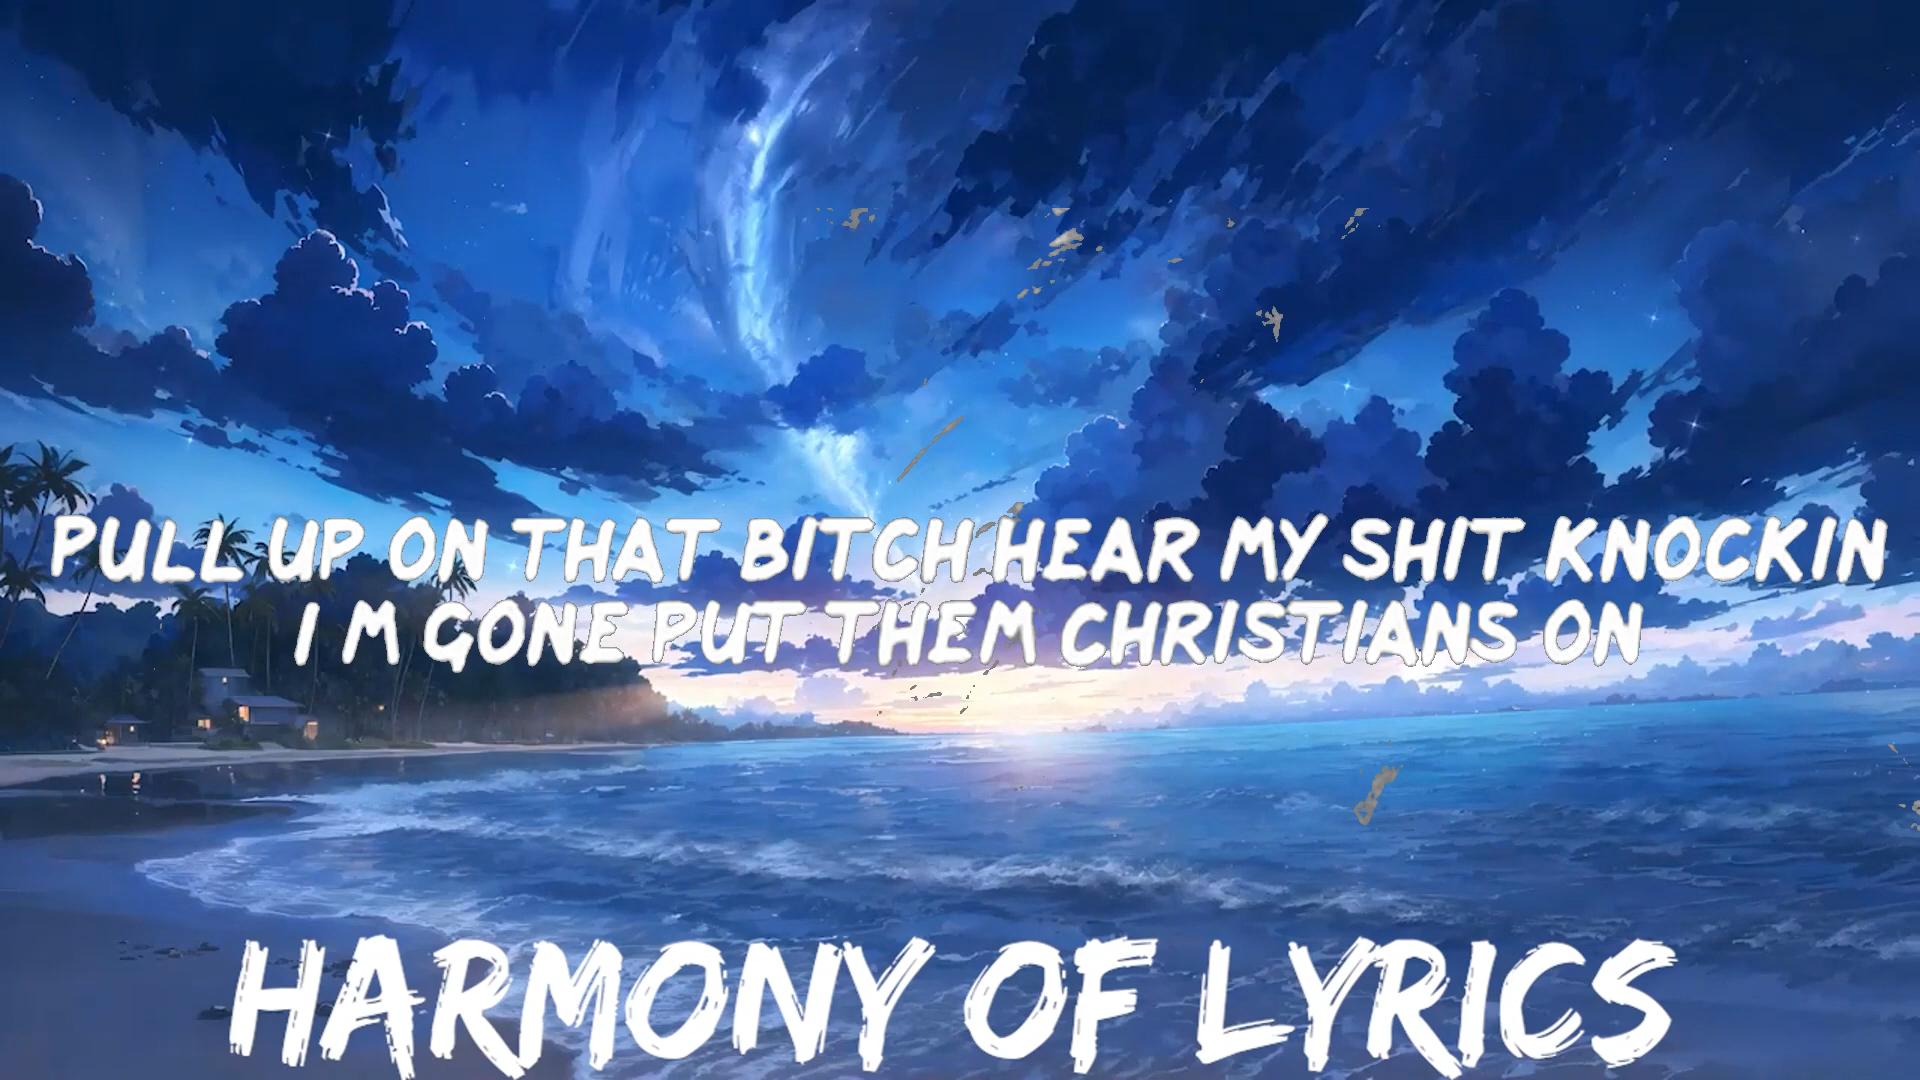 PULL UP ON THAT BITCH HEAR MY SHIT KNOCKIN
I M GONE PUT THEM CHRISTIANS ON
HARMONY OF LYRICS